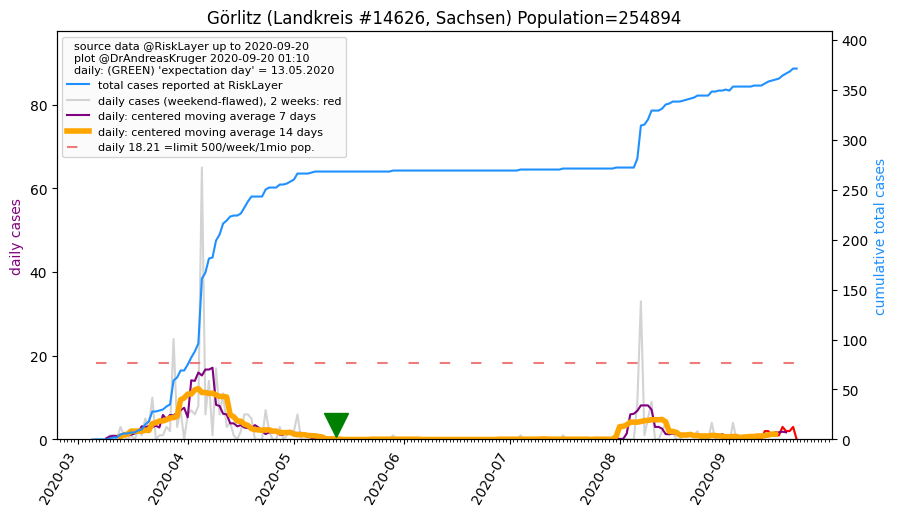 Görlitz (Landkreis #14626, Sachsen) Population=254894
source data @RiskLayer up to 2020-09-20
plot @DrAndreasKruger 2020-09-20 01:10
daily: (GREEN) 'expectation day' = 13.05.2020
total cases reported at RiskLayer
daily cases (weekend-flawed), 2 weeks: red
daily: centered moving average 7 days
daily: centered moving average 14 days
daily 18.21 =limit 500/week/1mio pop.
daily cases
80
60
40
20
0
cumulative total cases
400
350
300
250
200
150
100
50
0
2020-03
2020-04
2020-05
2020-06
2020-07
2020-08
2020-09